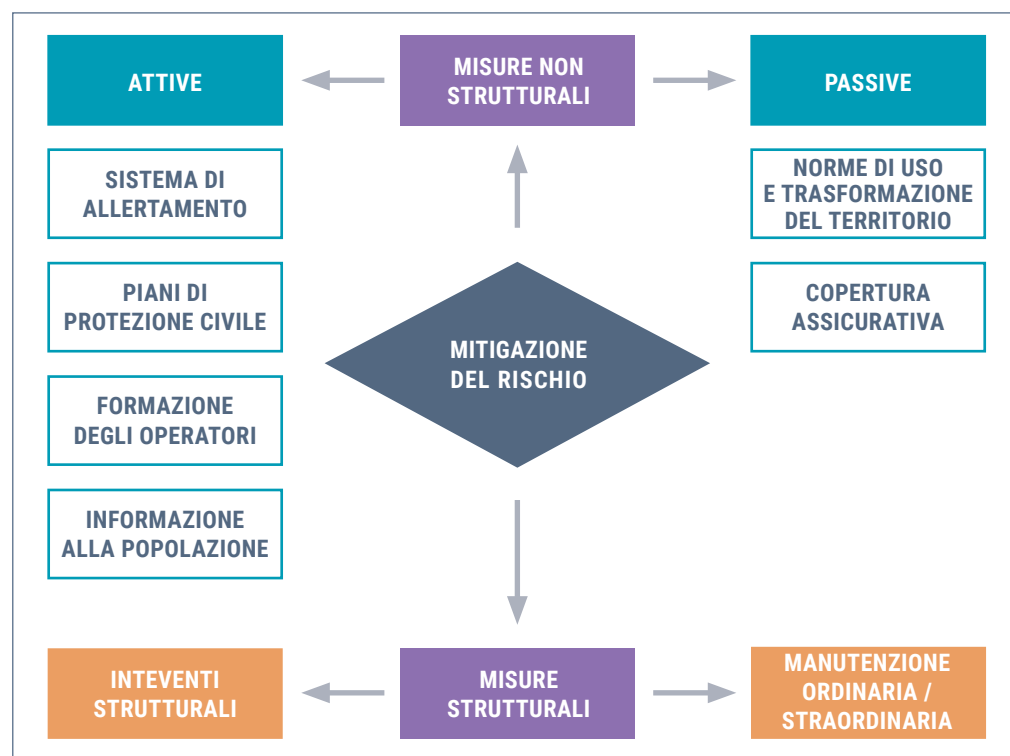 ATTIVE
MISURE NON
STRUTTURALI
PASSIVE
SISTEMA DI
ALLERTAMENTO
NORME DI USO
E TRASFORMAZIONE
DEL TERRITORIO
PIANI DI
PROTEZIONE CIVILE
COPERTURA
ASSICURATIVA
MITIGAZIONE
DEL RISCHIO
FORMAZIONE
DEGLI OPERATORI
INFORMAZIONE
ALLA POPOLAZIONE
INTEVENTI
STRUTTURALI
MISURE
STRUTTURALI
MANUTENZIONE
ORDINARIA /
STRAORDINARIA